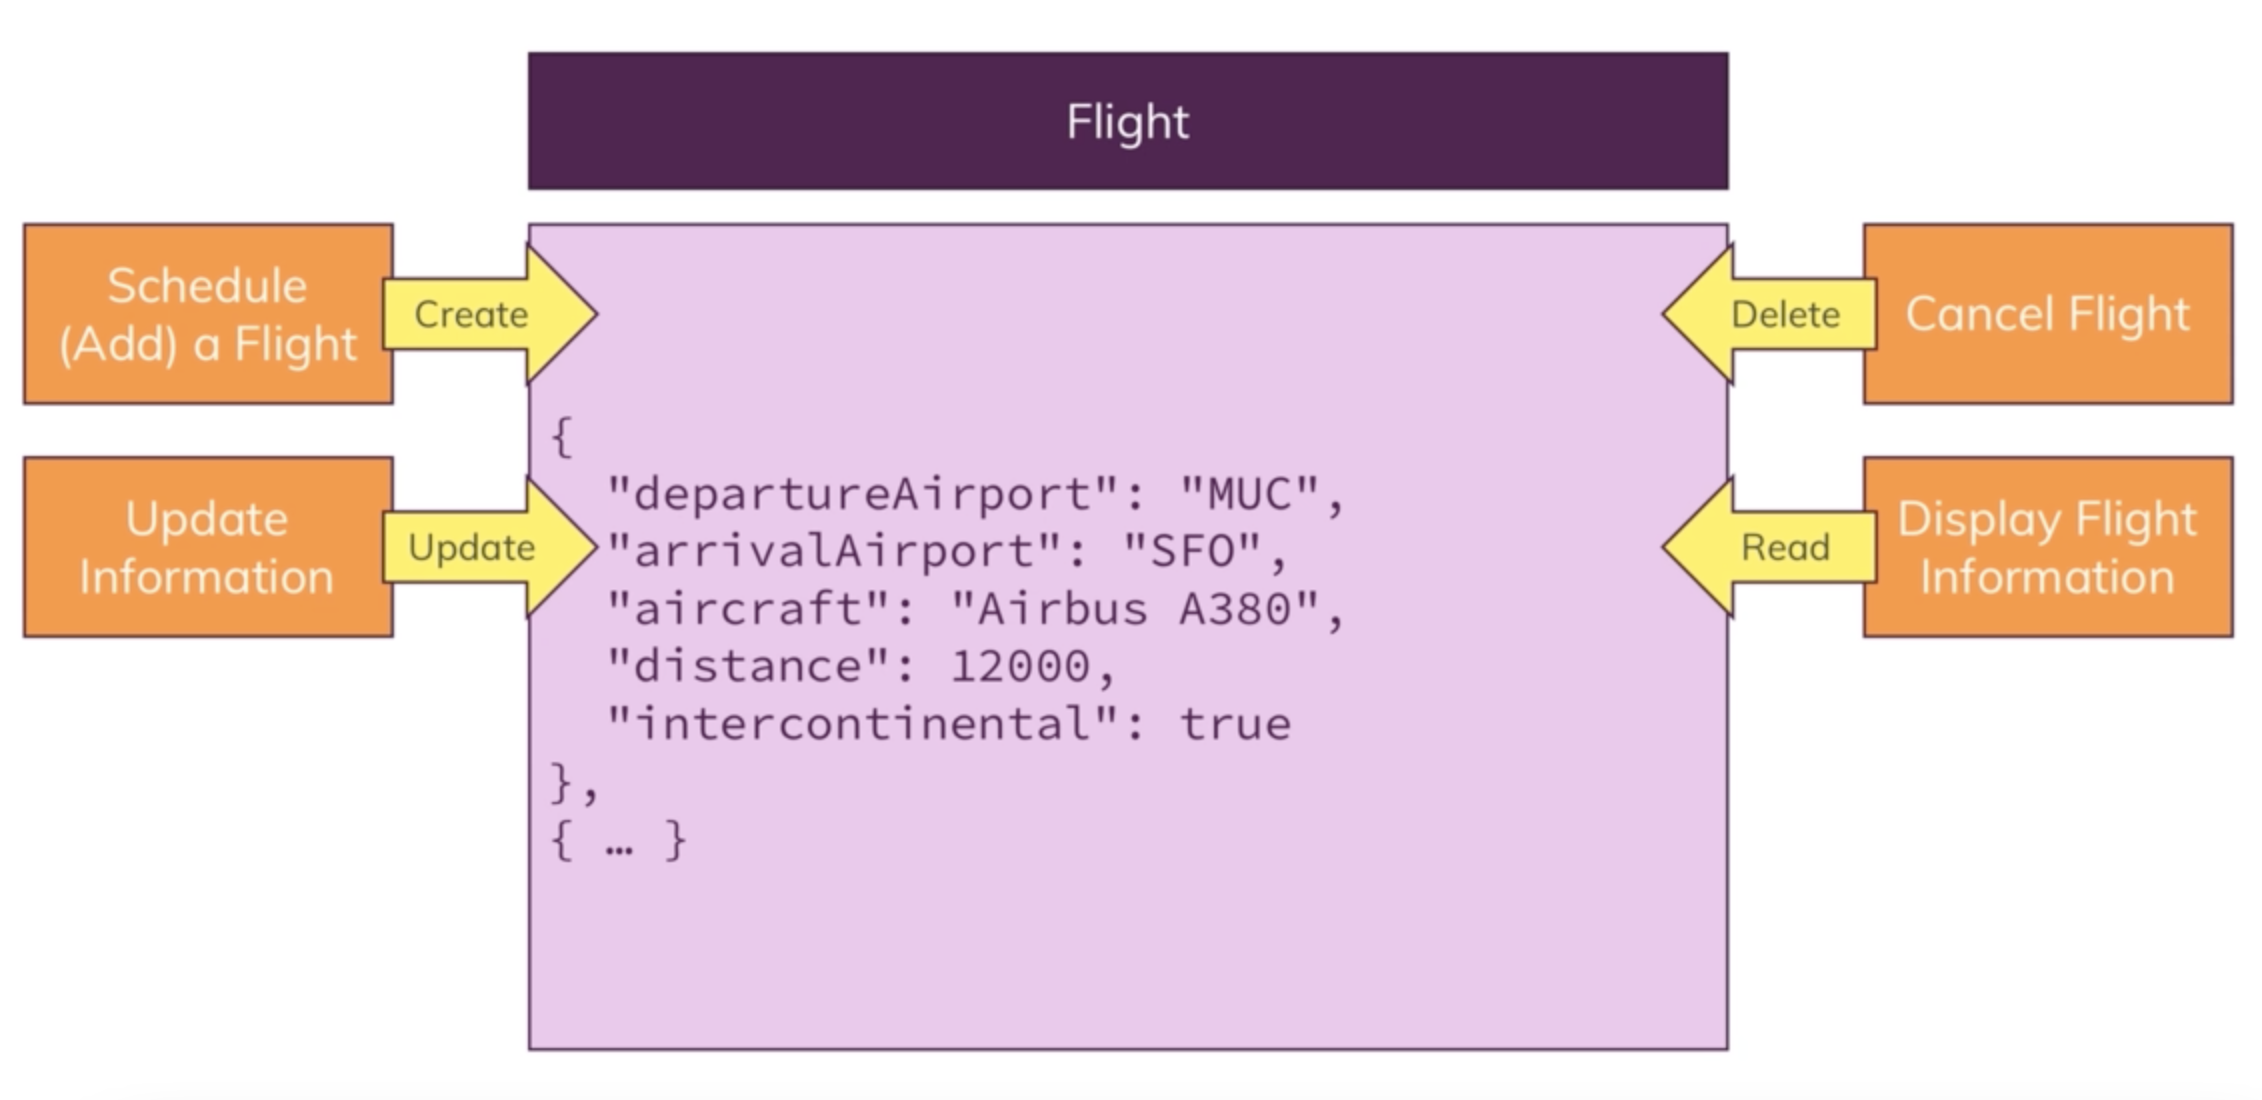 Flight
Schedule
(Add) a Flight
Create
Delete
Cancel Flight
Update
Information
Update
Read
Display Flight
Information
{
"departureAirport": "MUC",
"arrivalAirport": "SFO",
"aircraft": "Airbus A380",
"distance": 12000,
"intercontinental": true
},
{ … }